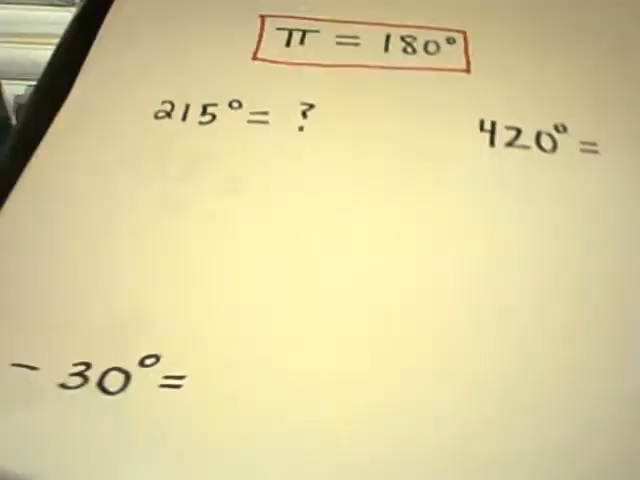 π = 180°
215° = ?
420° =
- 30° =